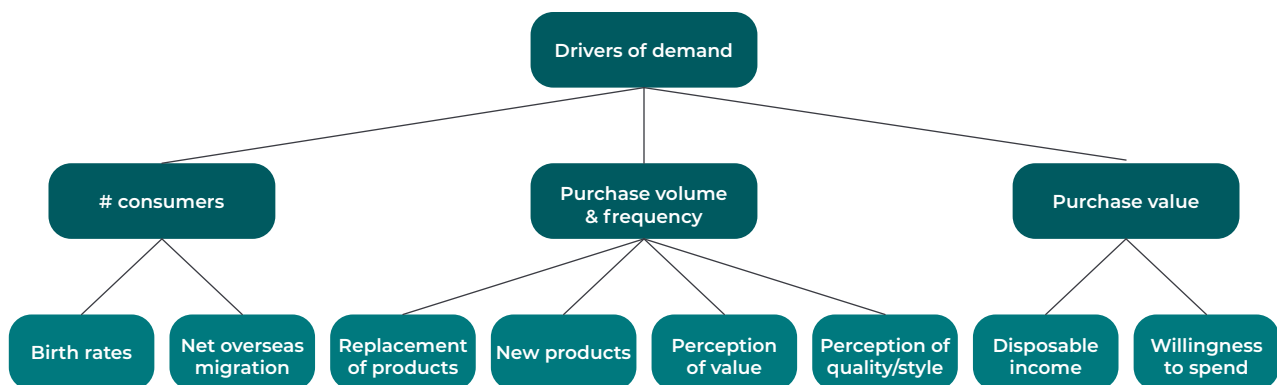 Drivers of demand
# consumers
Purchase volume
& frequency
Purchase value
Birth rates
Net overseas
migration
Replacement
of products
New products
Perception
of value
Perception of
quality/style
Disposable
income
Willingness
to spend